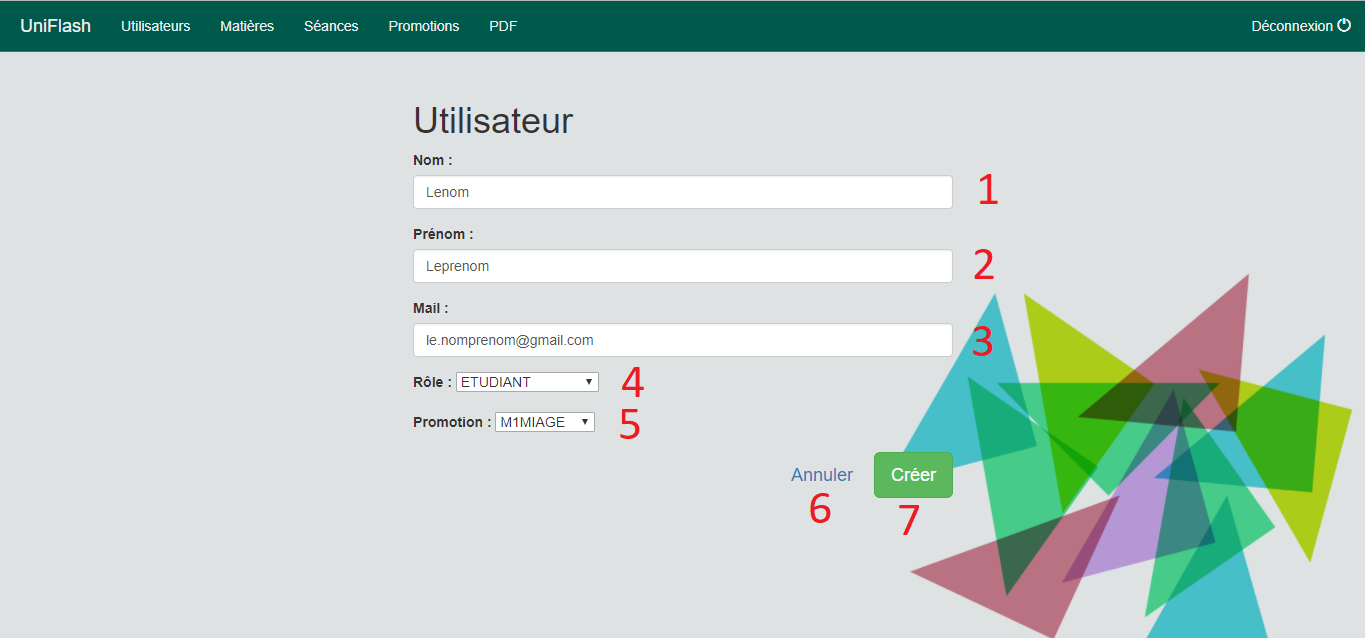 UniFlash Utilisateurs Matières Séances Promotions PDF Déconnexion
Utilisateur
Nom :
Lenom 1
Prénom :
Leprenom 2
Mail :
le.nomprenom@gmail.com 3
Rôle : ETUDIANT 4
Promotion : M1MIAGE 5
Annuler Créer
6 7